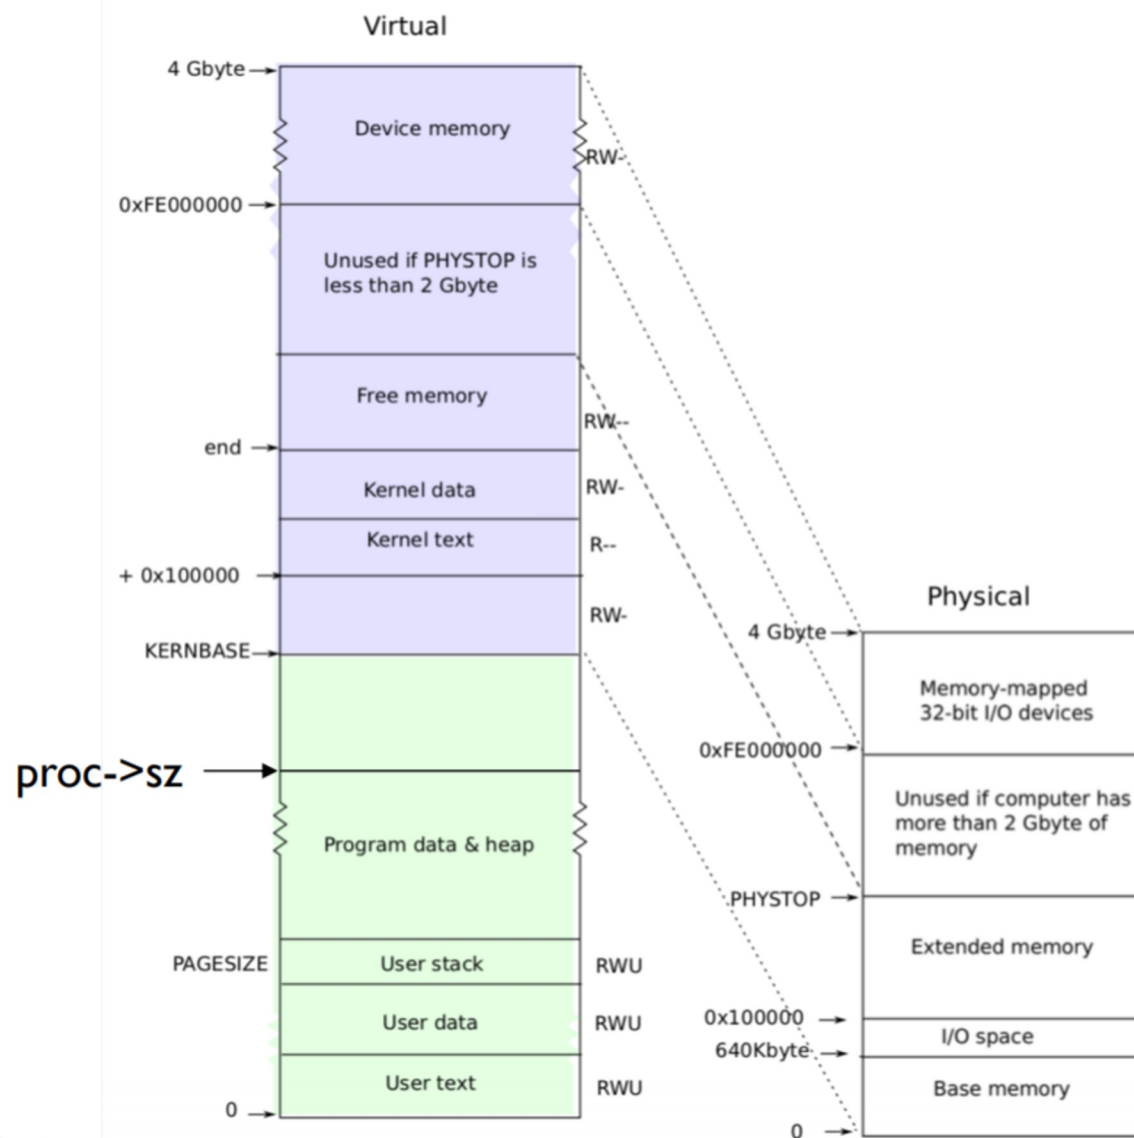 Virtual
4 Gbyte
Device memory
RW-
0xFE000000
Unused if PHYSTOP is
less than 2 Gbyte
Free memory
RW--
end
Kernel data
RW-
Kernel text
R--
+ 0x100000
RW-
KERNBASE
proc->sz
Program data & heap
PAGESIZE
User stack
RWU
User data
RWU
User text
RWU
0
Physical
4 Gbyte
Memory-mapped
32-bit I/O devices
0xFE000000
Unused if computer has
more than 2 Gbyte of
memory
PHYSTOP
Extended memory
0x100000
I/O space
640Kbyte
Base memory
0